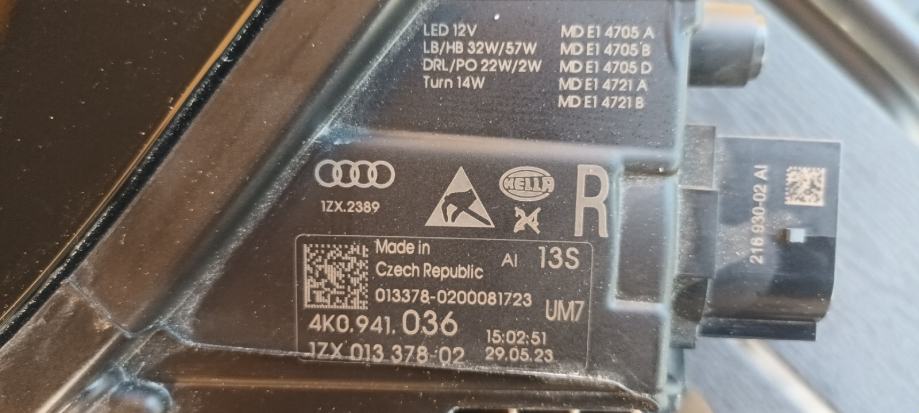 LED 12V
LB/HB 32W/57W
DRL/PO 22W/2W
Turn 14W
MD E1 4705 A
MD E1 4705 B
MD E1 4705 D
MD E1 4721 A
MD E1 4721 B
1ZX.2389
HELLA
24
R
Made in
Czech Republic
AI 13S
013378-0200081723
UM7
4K0.941.036
1ZX 013 378-02
15:02:51
29.05.23
216 930-02 AI